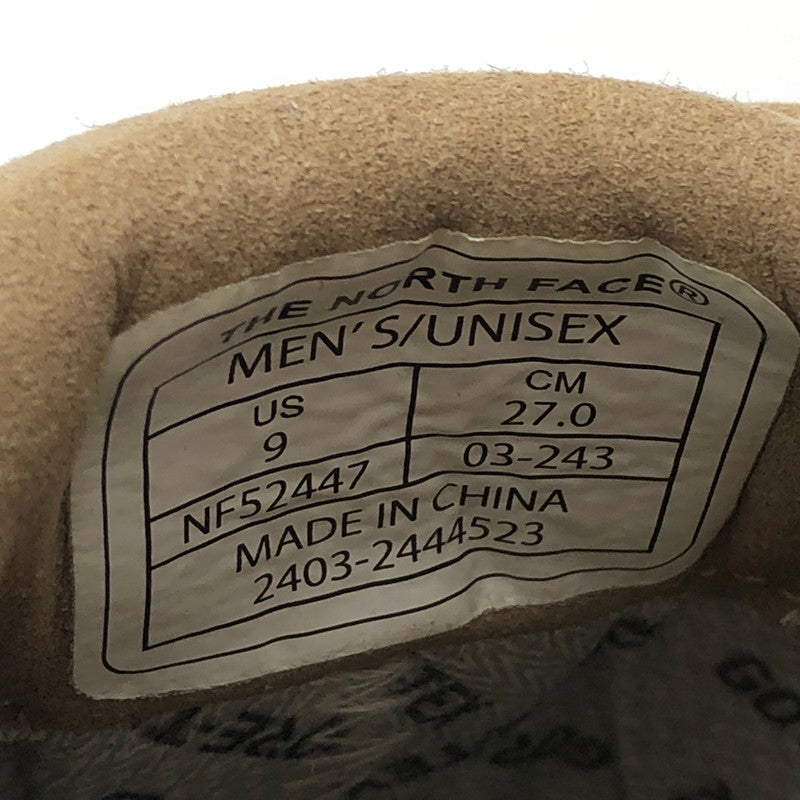 THE NORTH FACE®
MEN'S/UNISEX
US
9
CM
27.0
NF52447
03-243
MADE IN CHINA
2403-2444523